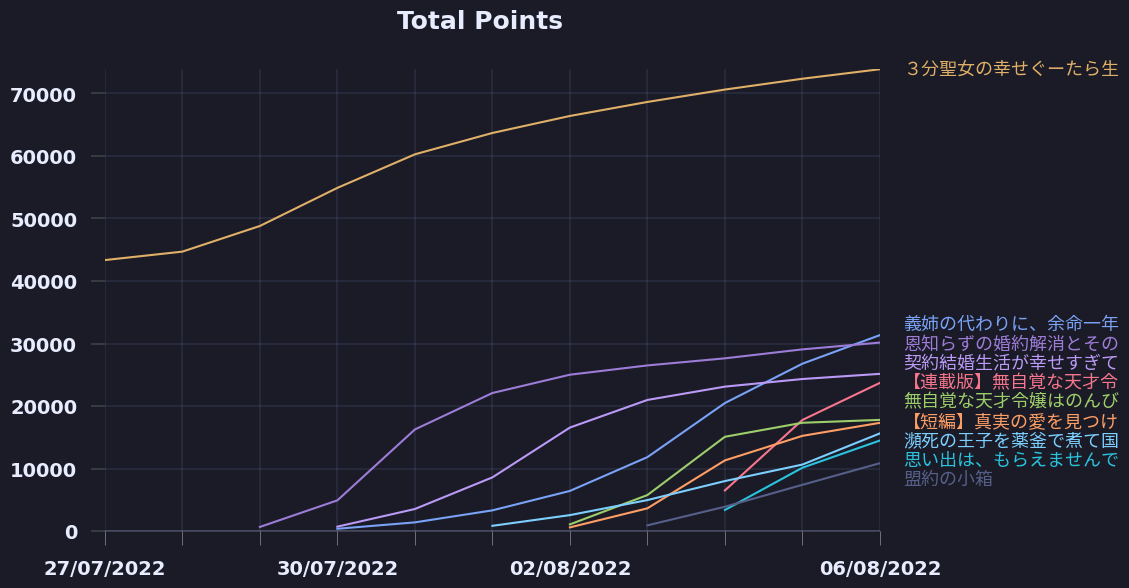 Total Points
70000
60000
50000
40000
30000
20000
10000
0
27/07/2022
30/07/2022
02/08/2022
06/08/2022
３分聖女の幸せぐーたら生
義姉の代わりに、余命一年
恩知らずの婚約解消とその
契約結婚生活が幸せすぎて
【連載版】無自覚な天才令
無自覚な天才令嬢はのんび
【短編】真実の愛を見つけ
瀕死の王子を薬釜で煮て国
思い出は、もらえませんで
盟約の小箱